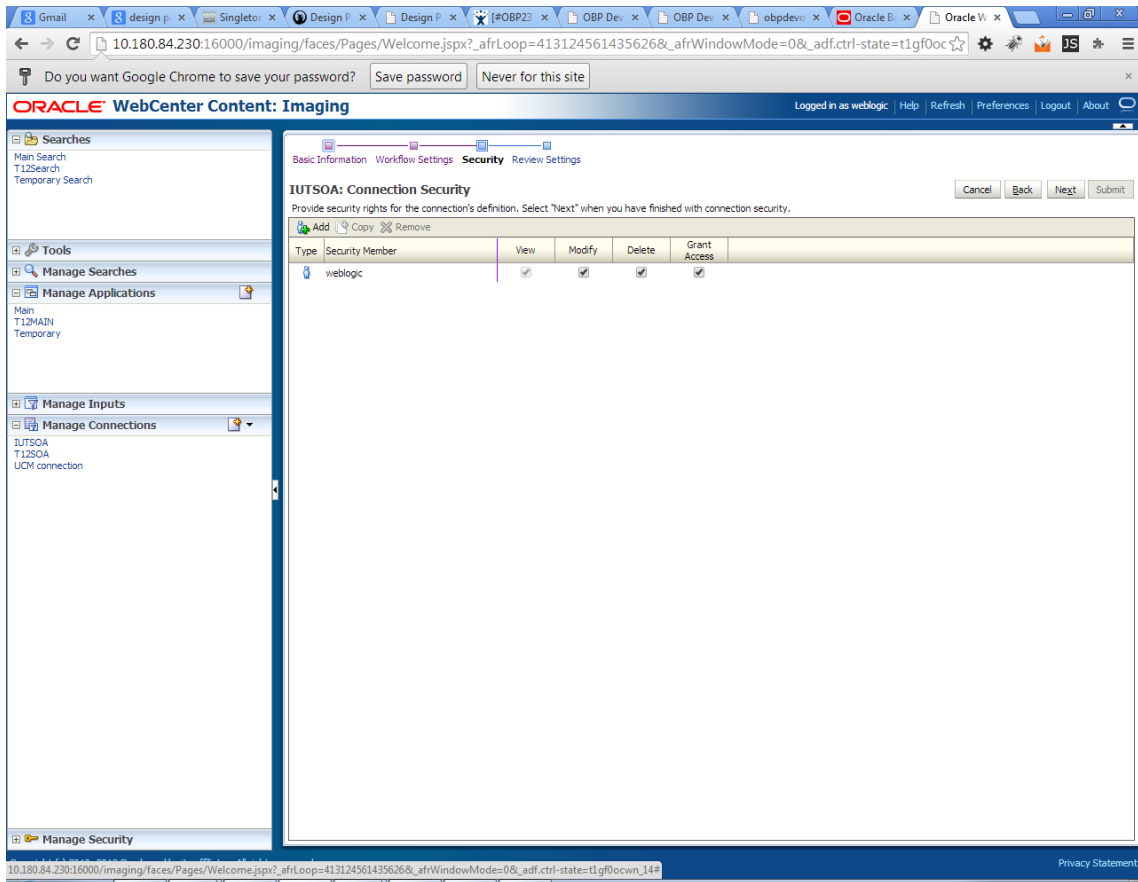 Gmail
design p
Singleton
Design P
Design P
[#OBP23
OBP Dev
OBP Dev
obpdevo
Oracle B
Oracle W
10.180.84.230:16000/imaging/faces/Pages/Welcome.jspx?_afrLoop=413124561435626&_afrWindowMode=0&_adf.ctrl-state=t1gf0oc
JS
Do you want Google Chrome to save your password? Save password Never for this site
ORACLE WebCenter Content: Imaging
Logged in as weblogic Help Refresh Preferences Logout About
Searches
Main Search
T12Search
Temporary Search
Tools
Manage Searches
Manage Applications
Main
T12MAIN
Temporary
Manage Inputs
Manage Connections
IUTSOA
T12SOA
UCM connection
Manage Security
Basic Information Workflow Settings Security Review Settings
IUTSOA: Connection Security
Cancel Back Next Submit
Provide security rights for the connection's definition. Select "Next" when you have finished with connection security.
Add Copy Remove
Type Security Member View Modify Delete Grant Access
weblogic
Privacy Statement
10.180.84.230:16000/imaging/faces/Pages/Welcome.jspx?_afrLoop=413124561435626&_afrWindowMode=0&_adf.ctrl-state=t1gf0ocwn_14#